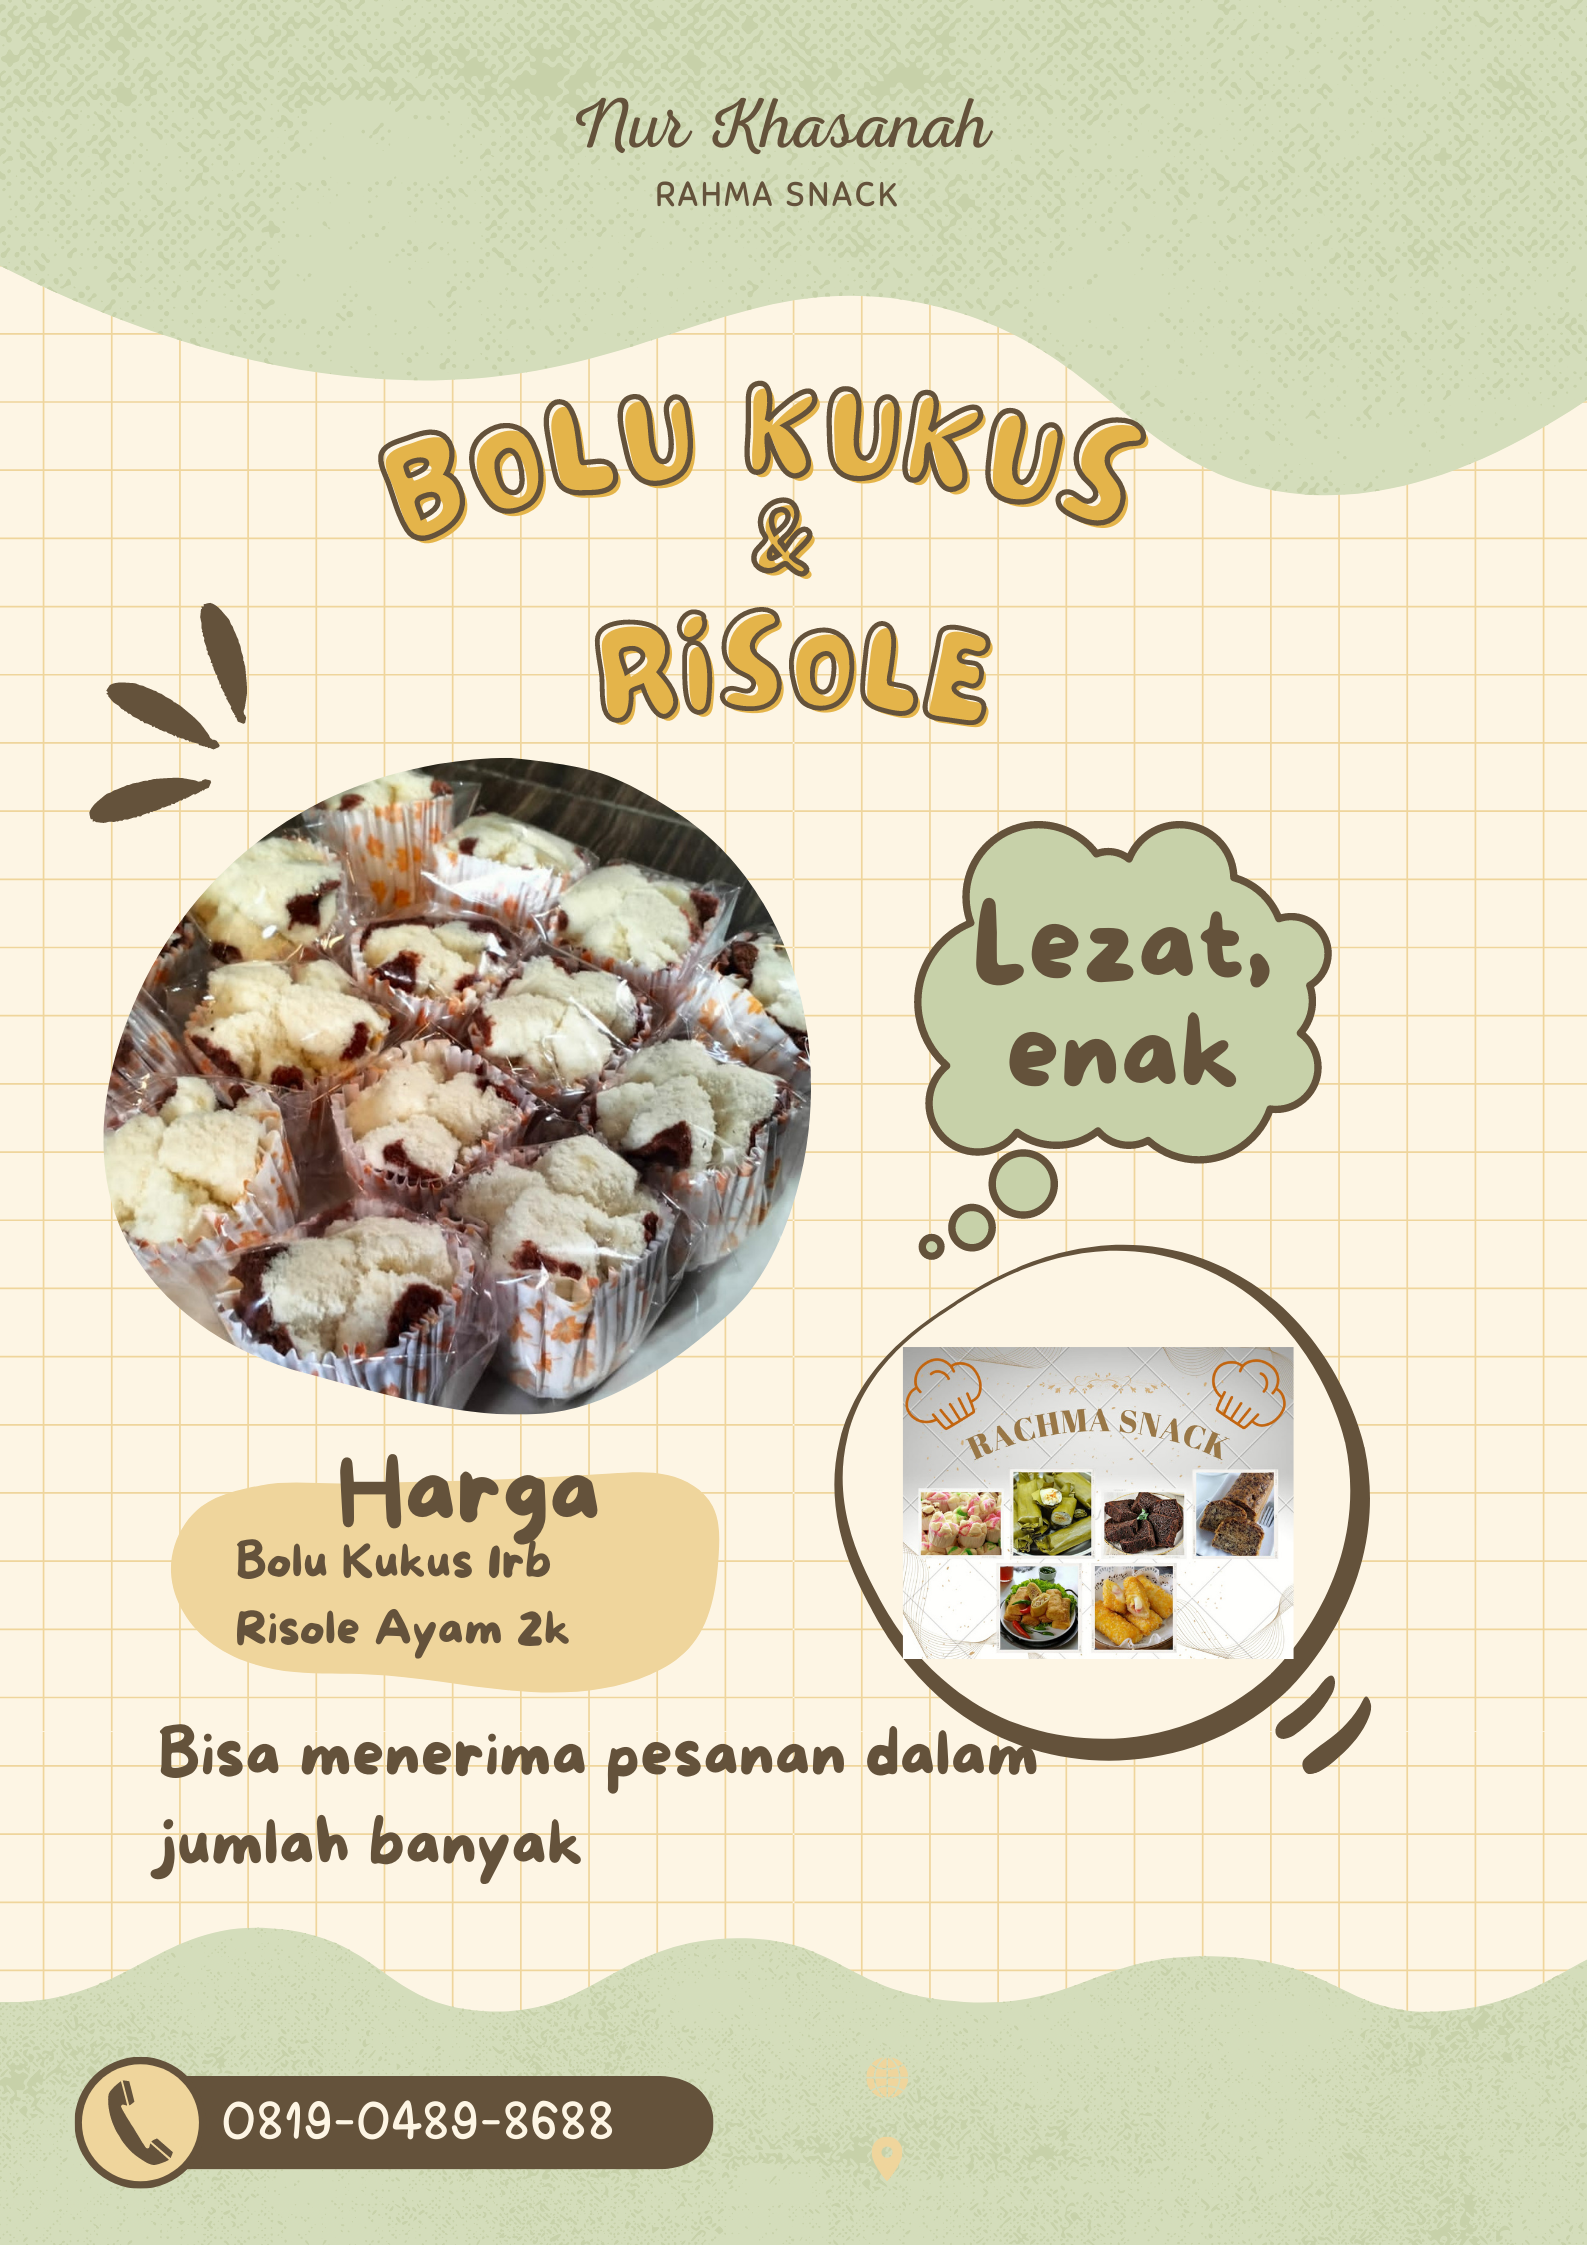 Nur Khasanah
RAHMA SNACK
BOLU KUKUS
&
RiSOLE
Lezat,
enak
RACHMA SNACK
Harga
Bolu Kukus 1rb
Risole Ayam 2k
Bisa menerima pesanan dalam
jumlah banyak
0819-0489-8688